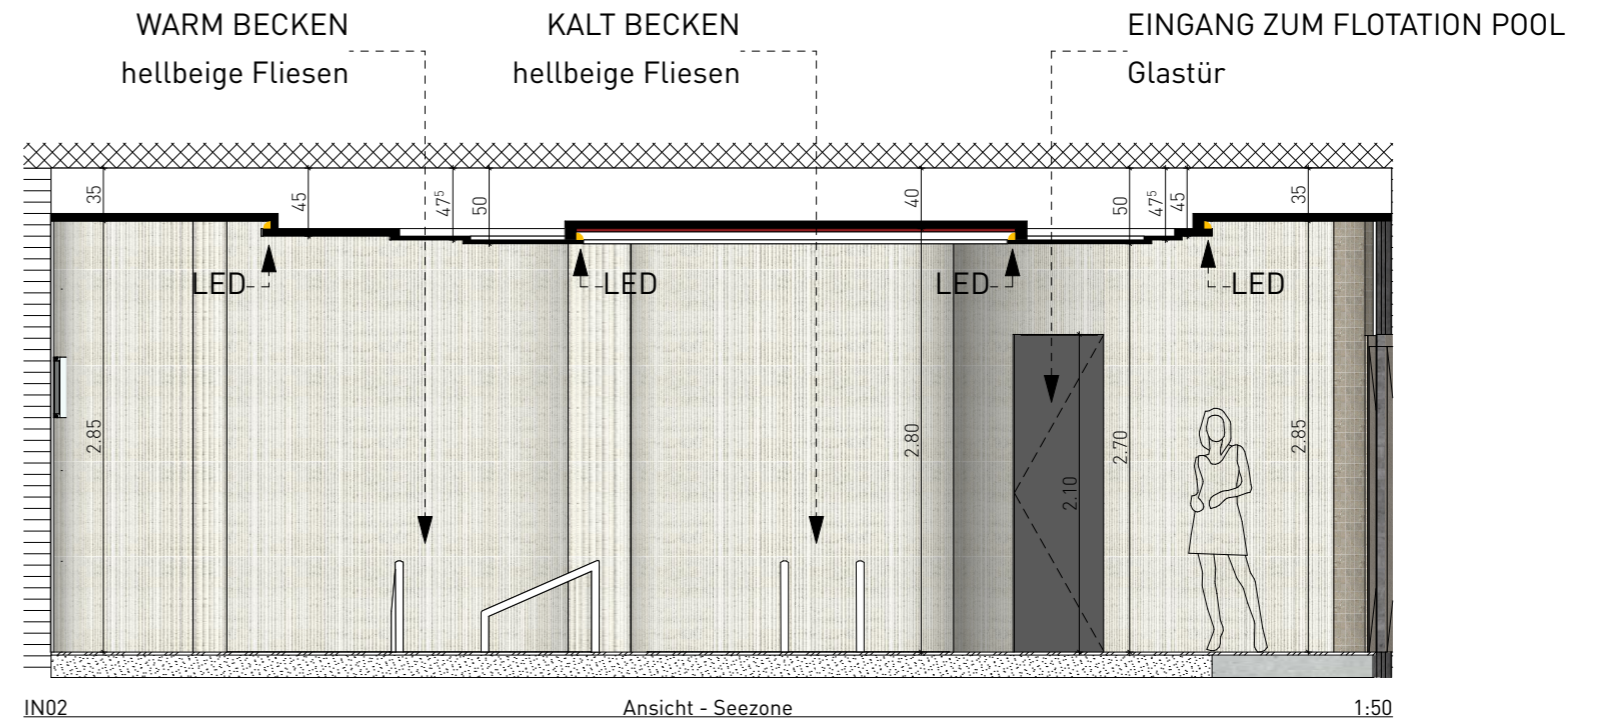 WARM BECKEN
hellbeige Fliesen
KALT BECKEN
hellbeige Fliesen
EINGANG ZUM FLOTATION POOL
Glastür
35
45
47⁵
50
40
50
47⁵
45
35
LED
LED
LED
LED
2.85
2.80
2.10
2.70
2.85
IN02
Ansicht - Seezone
1:50